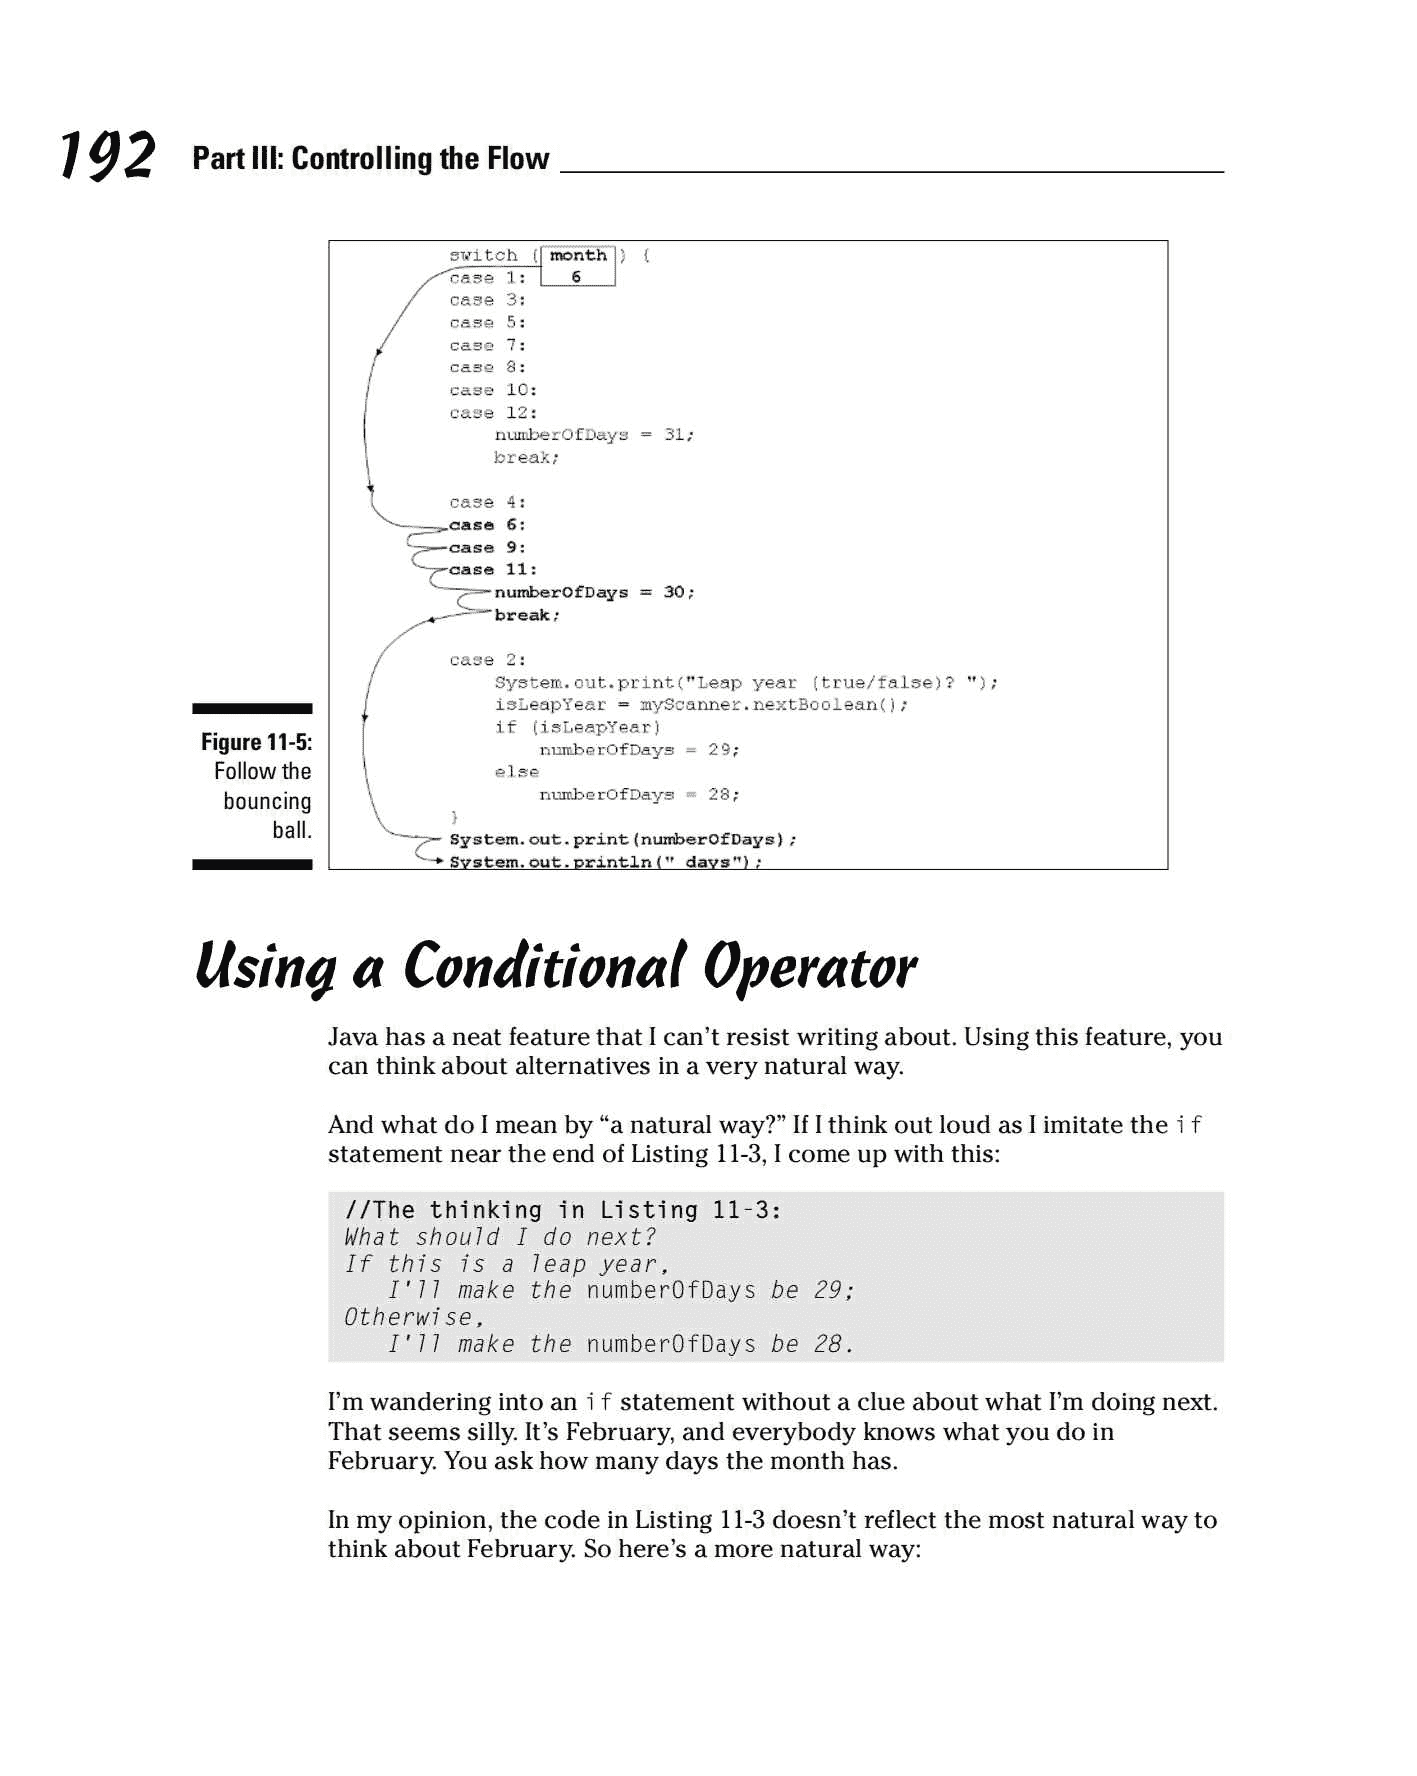 192 Part III: Controlling the Flow
switch (month) {
6
case 1:
case 3:
case 5:
case 7:
case 8:
case 10:
case 12:
numberOfDays = 31;
break;
case 4:
case 6:
case 9:
case 11:
numberOfDays = 30;
break;
case 2:
System.out.print("Leap year (true/false)? ");
isLeapYear = myScanner.nextBoolean();
if (isLeapYear)
numberOfDays = 29;
else
numberOfDays = 28;
}
System.out.print(numberOfDays);
System.out.println(" days");
Figure 11-5:
Follow the
bouncing
ball.
Using a Conditional Operator
Java has a neat feature that I can't resist writing about. Using this feature, you
can think about alternatives in a very natural way.
And what do I mean by “a natural way?” If I think out loud as I imitate the if
statement near the end of Listing 11-3, I come up with this:
//The thinking in Listing 11-3:
What should I do next?
If this is a leap year,
I'll make the numberOfDays be 29;
Otherwise,
I'll make the numberOfDays be 28.
I'm wandering into an if statement without a clue about what I'm doing next.
That seems silly. It's February, and everybody knows what you do in
February. You ask how many days the month has.
In my opinion, the code in Listing 11-3 doesn't reflect the most natural way to
think about February. So here's a more natural way: